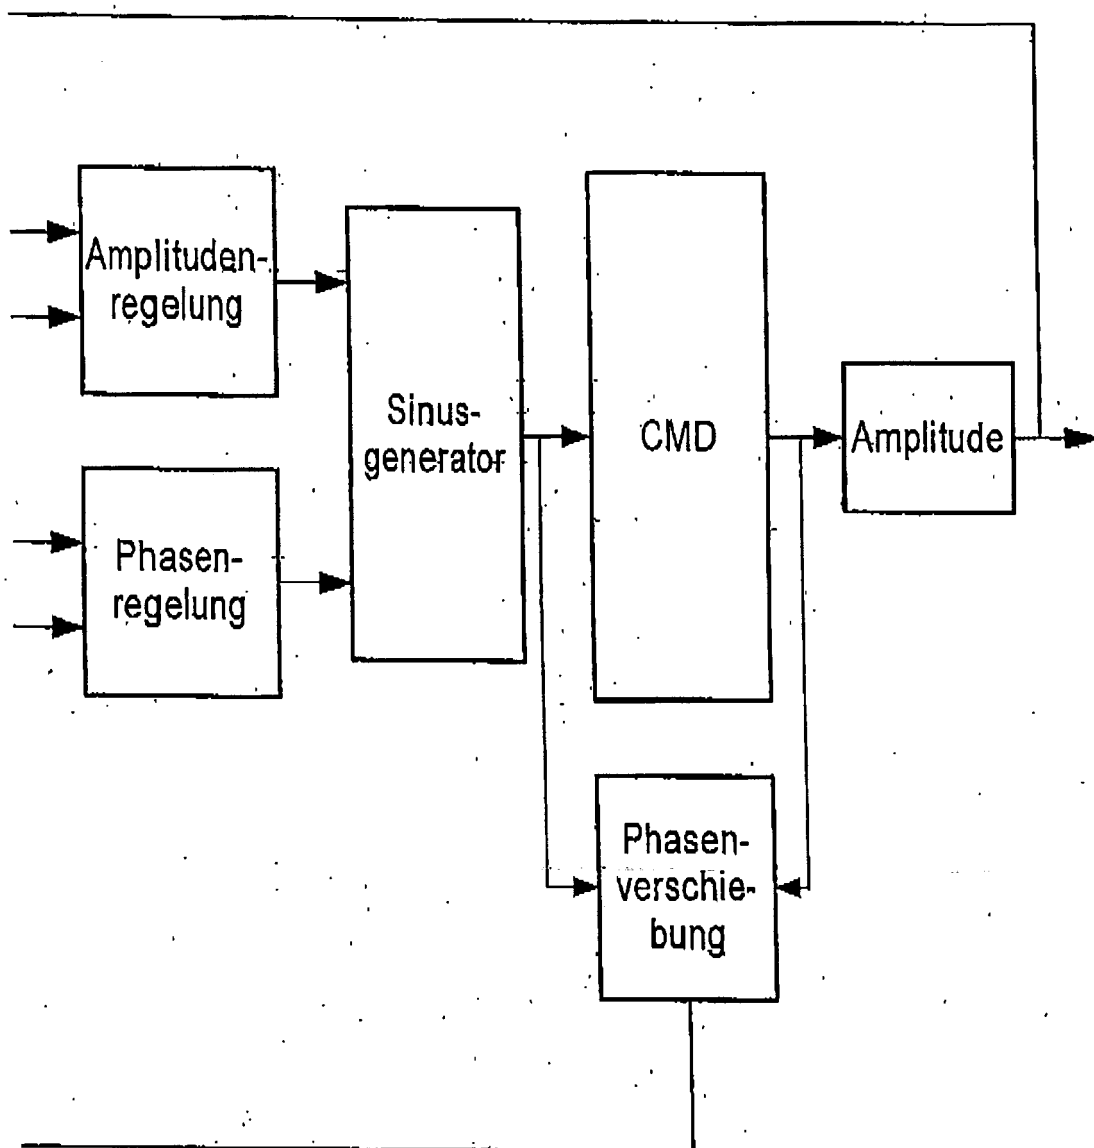 Amplituden-
regelung
Sinus-
generator
CMD
Amplitude
Phasen-
regelung
Phasen-
verschie-
bung